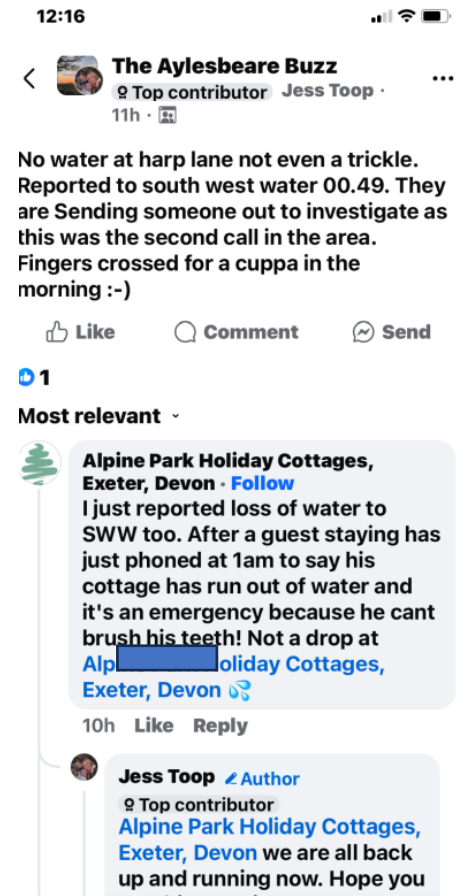 12:16
The Aylesbeare Buzz
Top contributor Jess Toop ·
11h ·
No water at harp lane not even a trickle.
Reported to south west water 00.49. They
are Sending someone out to investigate as
this was the second call in the area.
Fingers crossed for a cuppa in the
morning :-)
Like Comment Send
1
Most relevant
Alpine Park Holiday Cottages,
Exeter, Devon · Follow
I just reported loss of water to
SWW too. After a guest staying has
just phoned at 1am to say his
cottage has run out of water and
it's an emergency because he cant
brush his teeth! Not a drop at
Alp oliday Cottages,
Exeter, Devon 💦
10h Like Reply
Jess Toop Author
Top contributor
Alpine Park Holiday Cottages,
Exeter, Devon we are all back
up and running now. Hope you